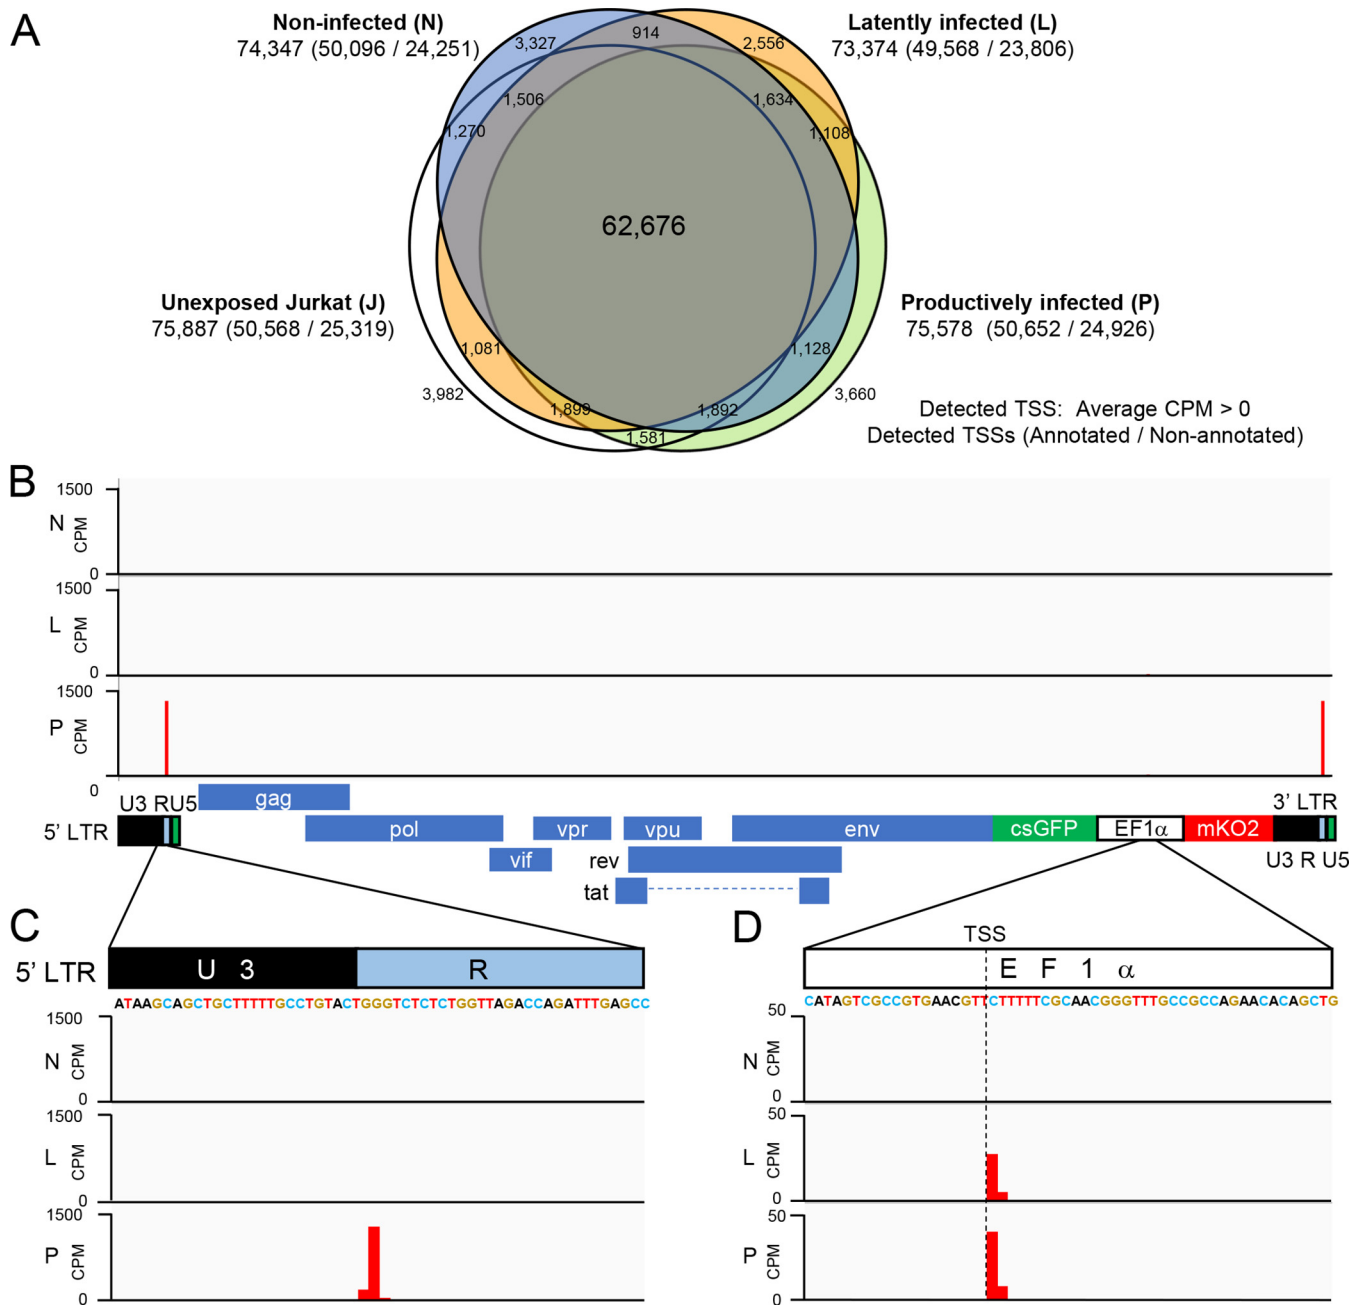 A
Non-infected (N)
74,347 (50,096 / 24,251)
Latently infected (L)
73,374 (49,568 / 23,806)
3,327
914
2,556
1,506
1,634
1,270
1,108
62,676
Unexposed Jurkat (J)
75,887 (50,568 / 25,319)
Productively infected (P)
75,578 (50,652 / 24,926)
1,081
1,128
3,982
1,899
1,892
3,660
1,581
Detected TSS: Average CPM > 0
Detected TSSs (Annotated / Non-annotated)
B
1500
N
CPM
0
1500
L
CPM
0
1500
P
CPM
0
U3 RU5
gag
3' LTR
5' LTR
pol
vpr
vpu
env
csGFP
EF1α
mKO2
vif
rev
U3 R U5
tat
C
5' LTR
U 3
R
ATAAGCAGCTGCTTTTTGCCTGTACTGGGTCTCTCTGGTTAGACCAGATTTGAGCC
1500
N
CPM
0
1500
L
CPM
0
1500
P
CPM
0
D
TSS
E F 1 α
CATAGTCGCCGTGAACGTTCTTTTTCGCAACGGGTTTGCCGCCAGAACACAGCTG
50
N
CPM
0
50
L
CPM
0
50
P
CPM
0